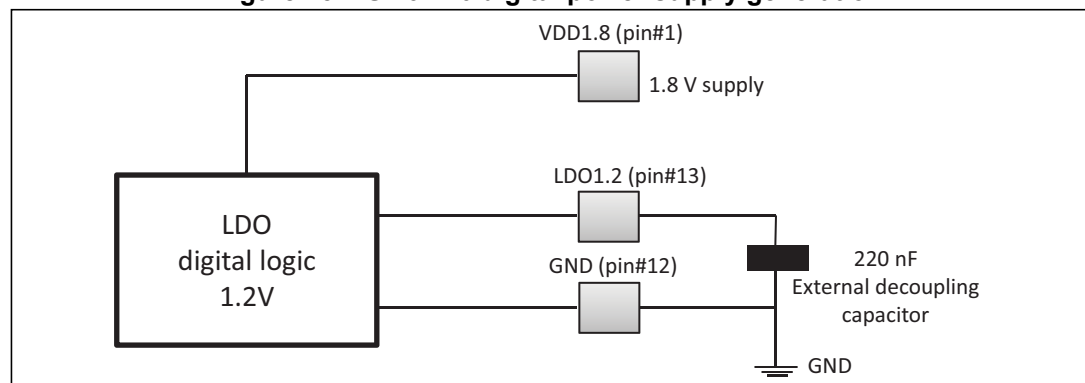 VDD1.8 (pin#1)
1.8 V supply
LDO1.2 (pin#13)
LDO
digital logic
1.2V
GND (pin#12)
220 nF
External decoupling
capacitor
GND